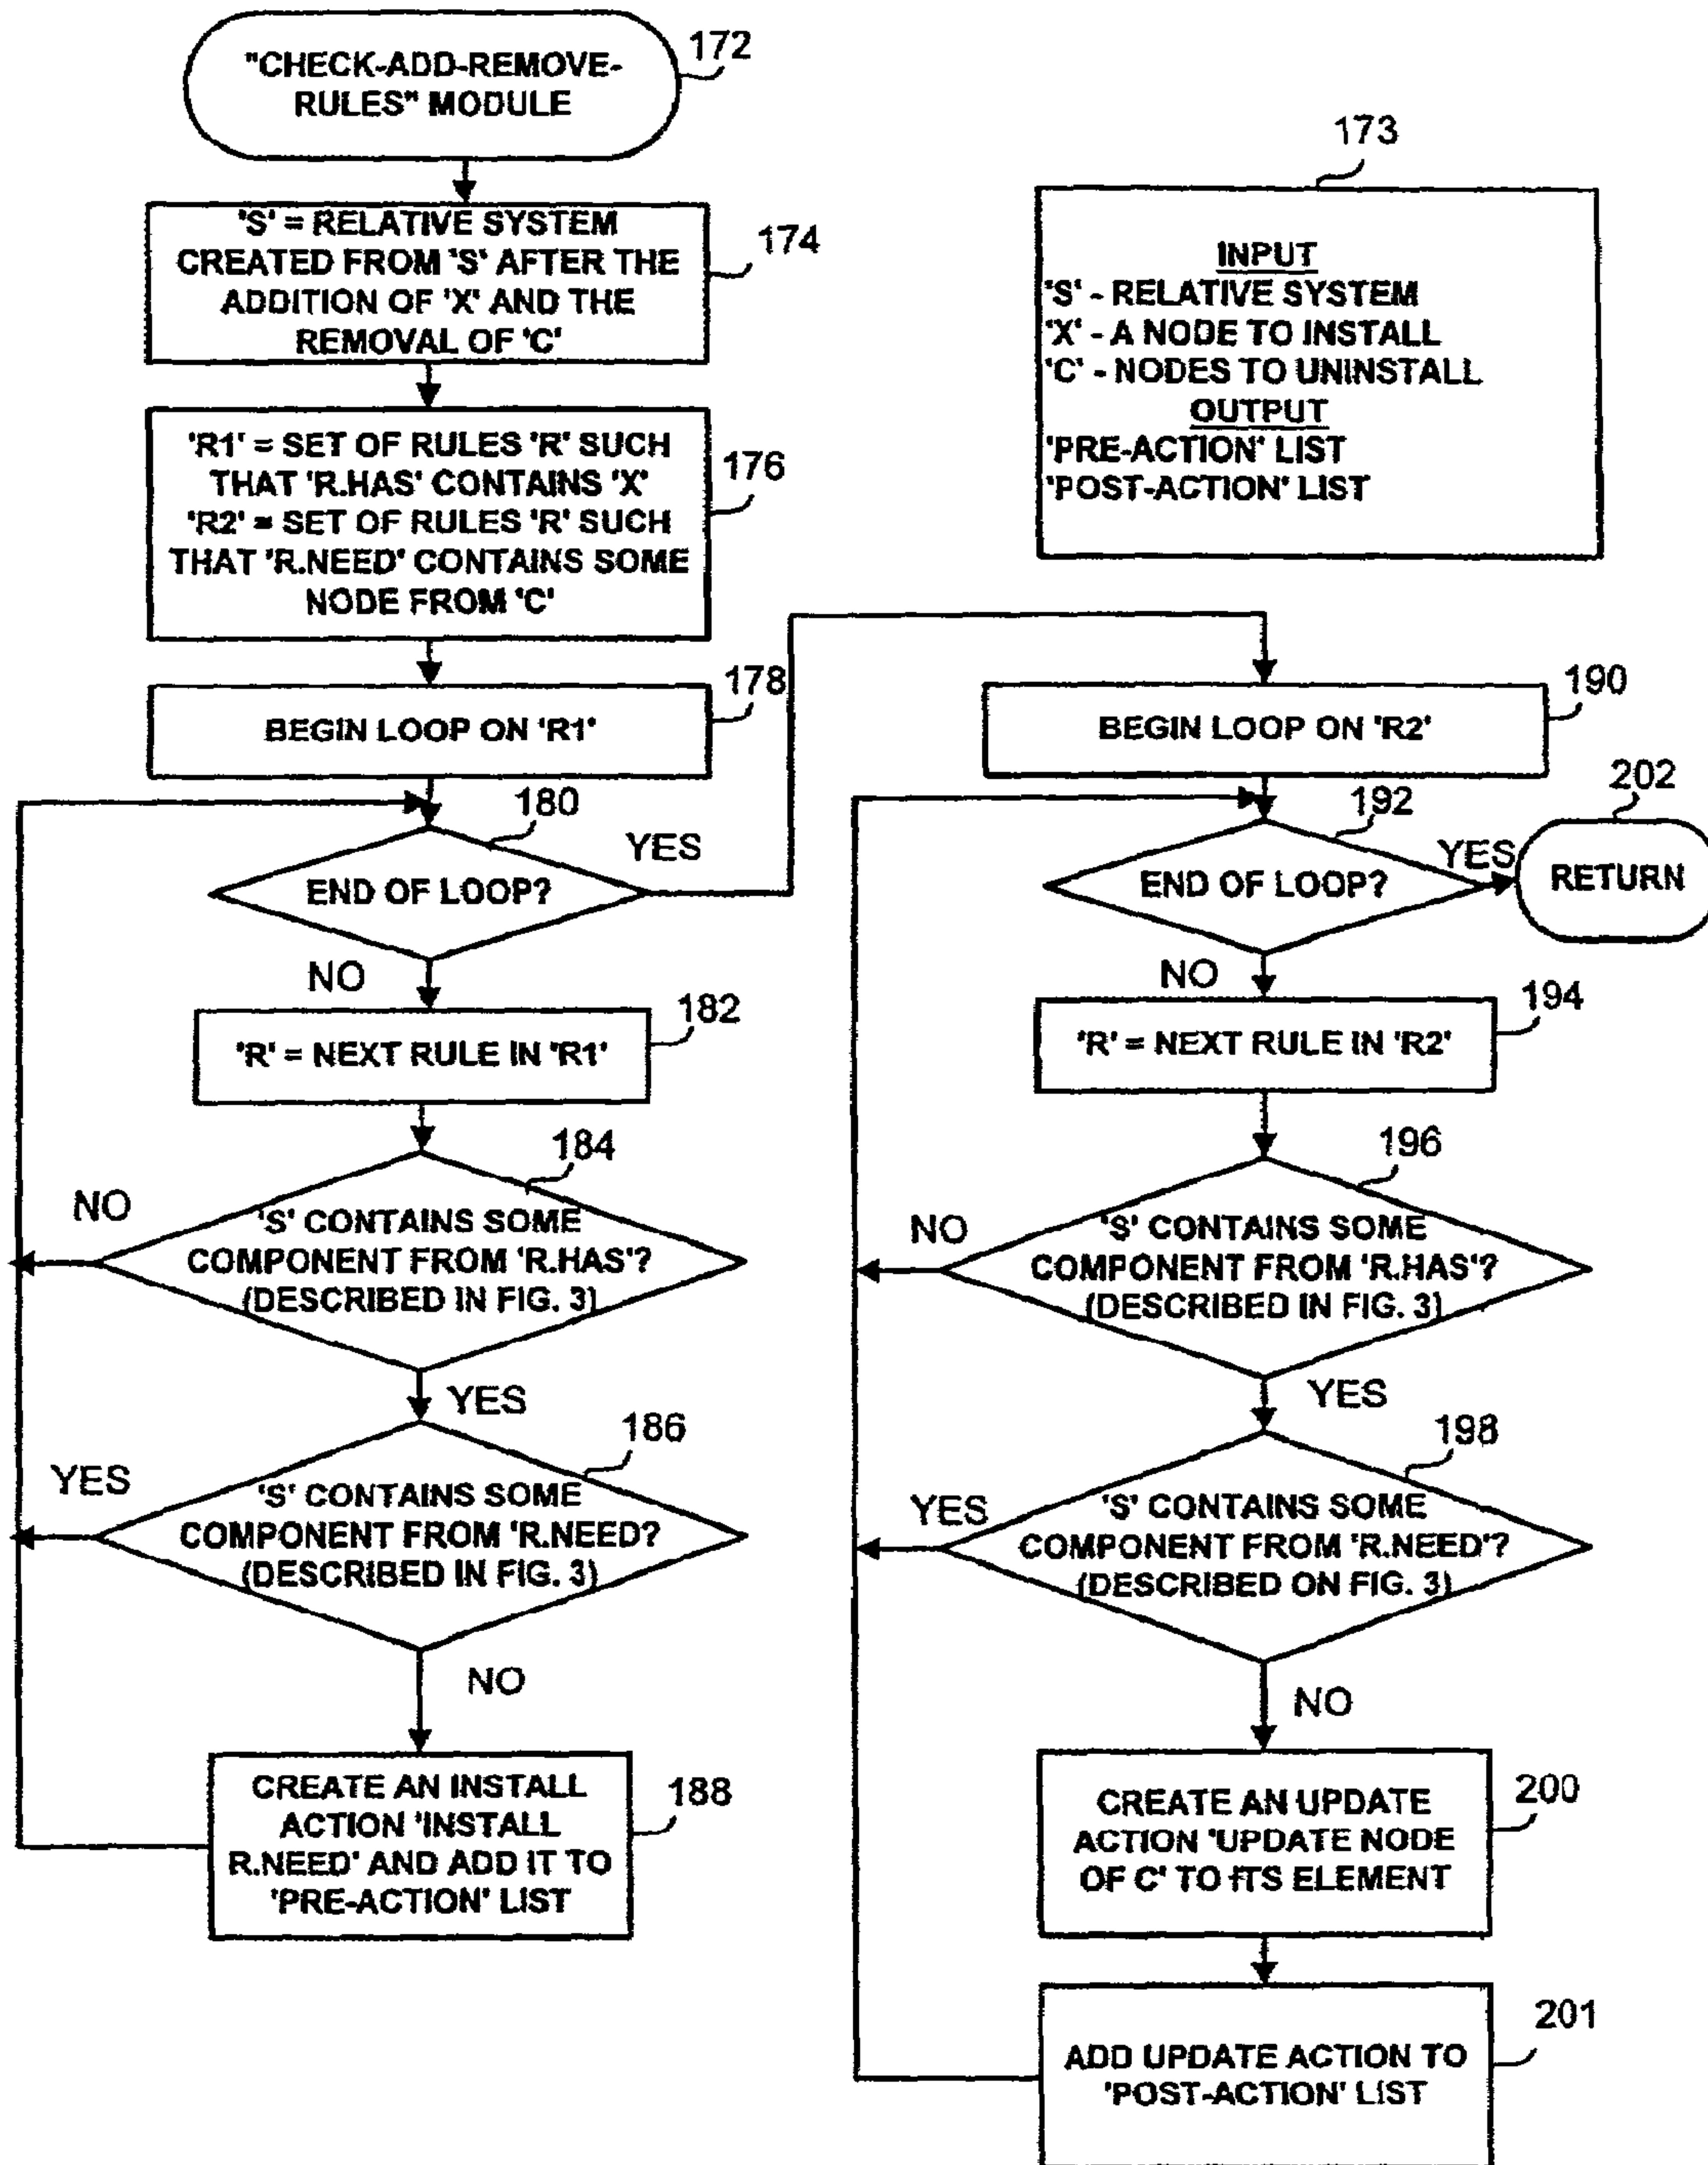 "CHECK-ADD-REMOVE-
RULES" MODULE
172
'S' = RELATIVE SYSTEM
CREATED FROM 'S' AFTER THE
ADDITION OF 'X' AND THE
REMOVAL OF 'C'
174
'R1' = SET OF RULES 'R' SUCH
THAT 'R.HAS' CONTAINS 'X'
'R2' = SET OF RULES 'R' SUCH
THAT 'R.NEED' CONTAINS SOME
NODE FROM 'C'
176
BEGIN LOOP ON 'R1'
178
END OF LOOP?
180
YES
NO
'R' = NEXT RULE IN 'R1'
182
'S' CONTAINS SOME
COMPONENT FROM 'R.HAS'?
(DESCRIBED IN FIG. 3)
184
NO
YES
'S' CONTAINS SOME
COMPONENT FROM 'R.NEED?
(DESCRIBED IN FIG. 3)
186
YES
NO
CREATE AN INSTALL
ACTION 'INSTALL
R.NEED' AND ADD IT TO
'PRE-ACTION' LIST
188
173
INPUT
'S' - RELATIVE SYSTEM
'X' - A NODE TO INSTALL
'C' - NODES TO UNINSTALL
OUTPUT
'PRE-ACTION' LIST
'POST-ACTION' LIST
BEGIN LOOP ON 'R2'
190
END OF LOOP?
192
YES
RETURN
202
NO
'R' = NEXT RULE IN 'R2'
194
'S' CONTAINS SOME
COMPONENT FROM 'R.HAS'?
(DESCRIBED IN FIG. 3)
196
NO
YES
'S' CONTAINS SOME
COMPONENT FROM 'R.NEED'?
(DESCRIBED ON FIG. 3)
198
YES
NO
CREATE AN UPDATE
ACTION 'UPDATE NODE
OF C' TO ITS ELEMENT
200
ADD UPDATE ACTION TO
'POST-ACTION' LIST
201